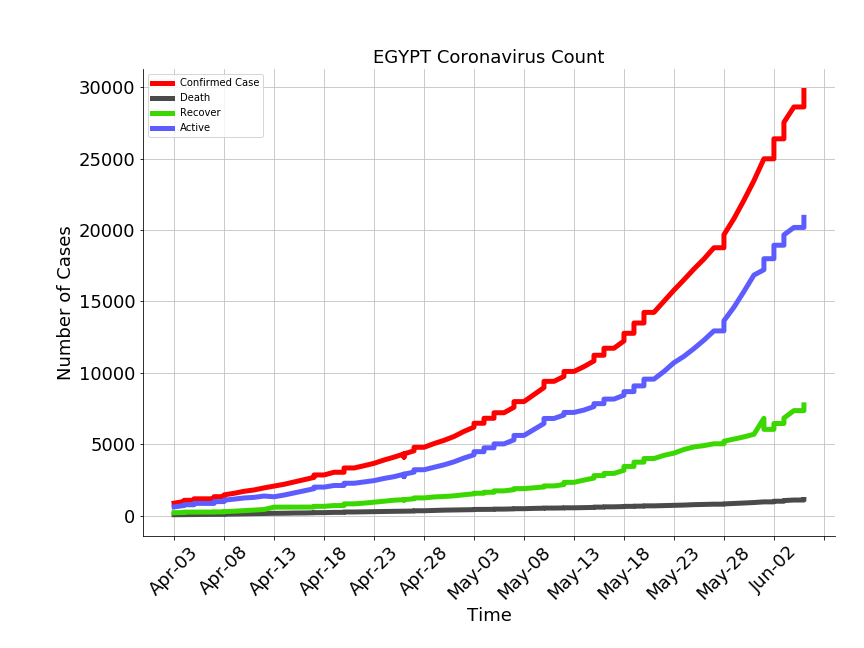 EGYPT Coronavirus Count
Confirmed Case
Death
Recover
Active
Number of Cases
30000
25000
20000
15000
10000
5000
0
Apr-03
Apr-08
Apr-13
Apr-18
Apr-23
Apr-28
May-03
May-08
May-13
May-18
May-23
May-28
Jun-02
Time